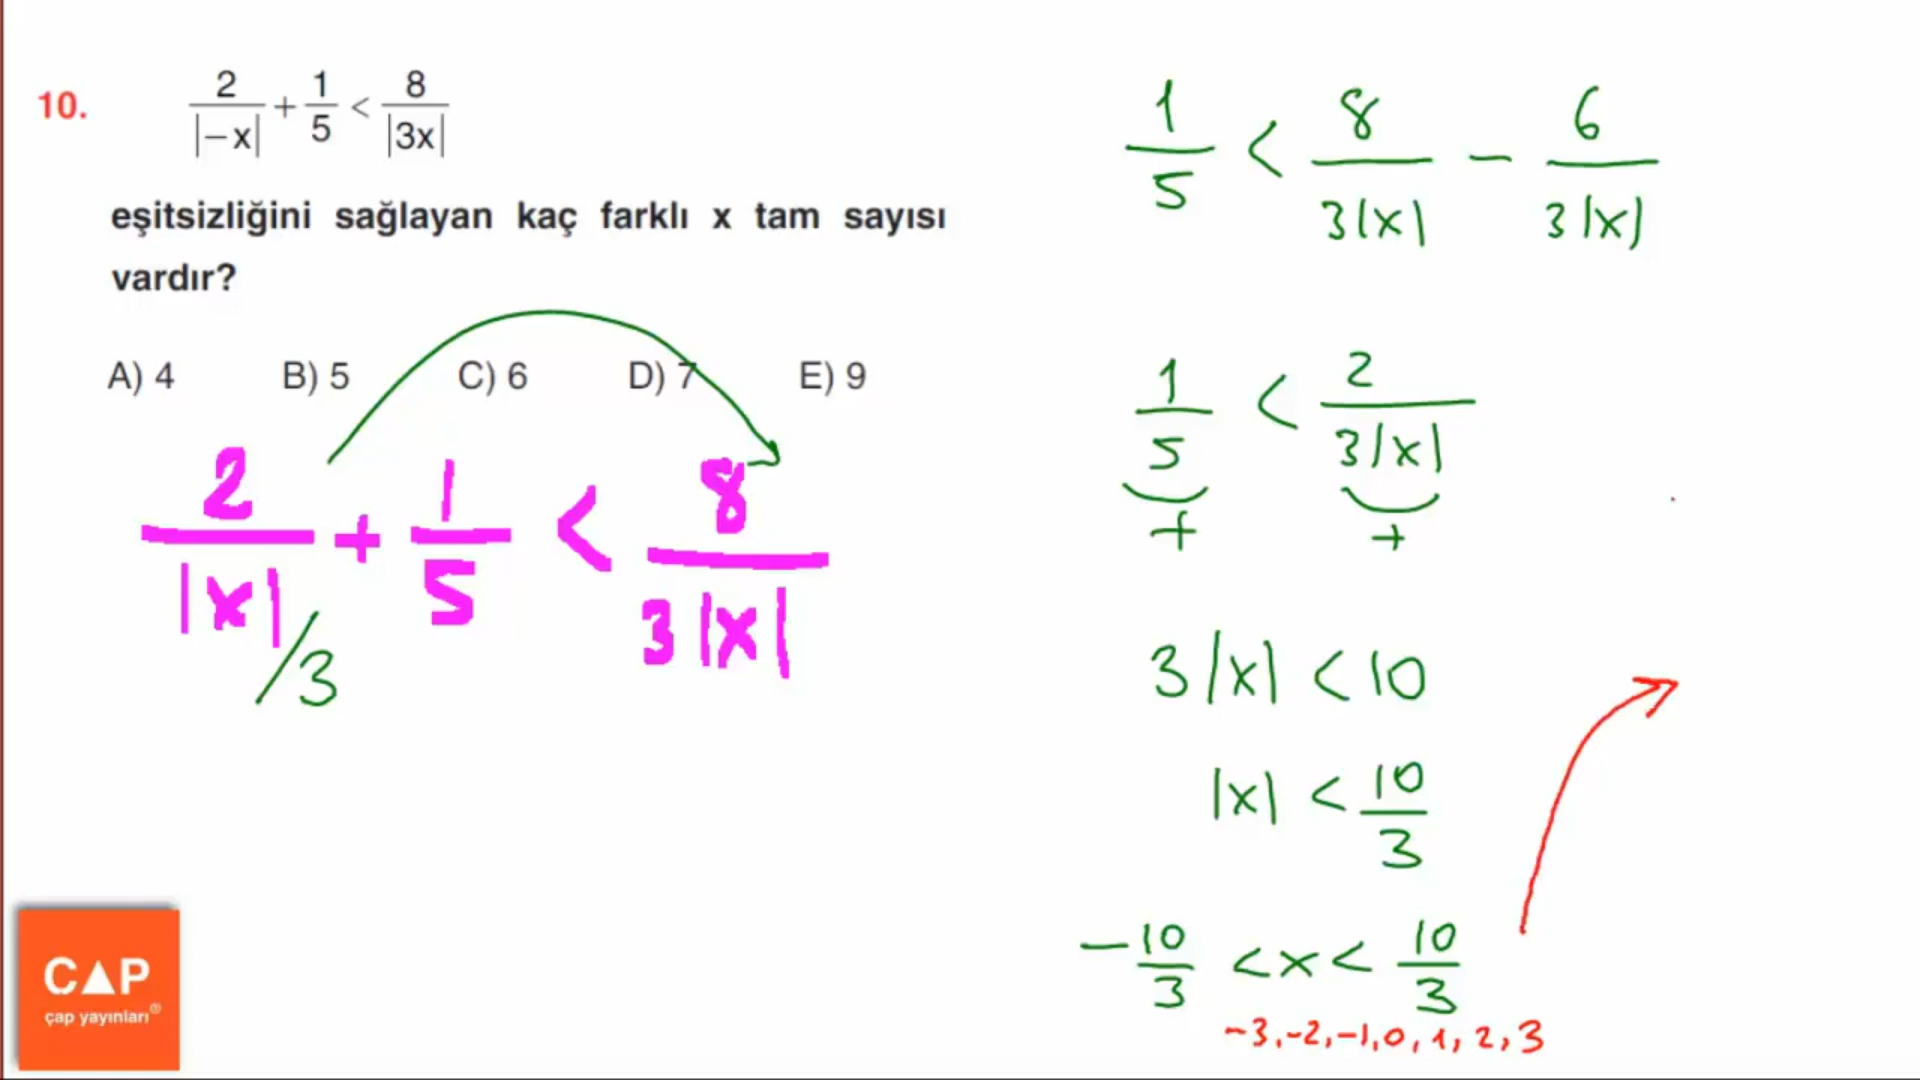 10. 2/|−x| + 1/5 < 8/|3x|
eşitsizliğini sağlayan kaç farklı x tam sayısı
vardır?
A) 4 B) 5 C) 6 D) 7 E) 9
2/|x| + 1/5 < 8/3|x|
/3
1/5 < 8/3|x| − 6/3|x|
1/5 < 2/3|x|
+ +
3|x| < 10
|x| < 10/3
−10/3 < x < 10/3
-3,-2,-1,0,1,2,3
CAP
çap yayınları®